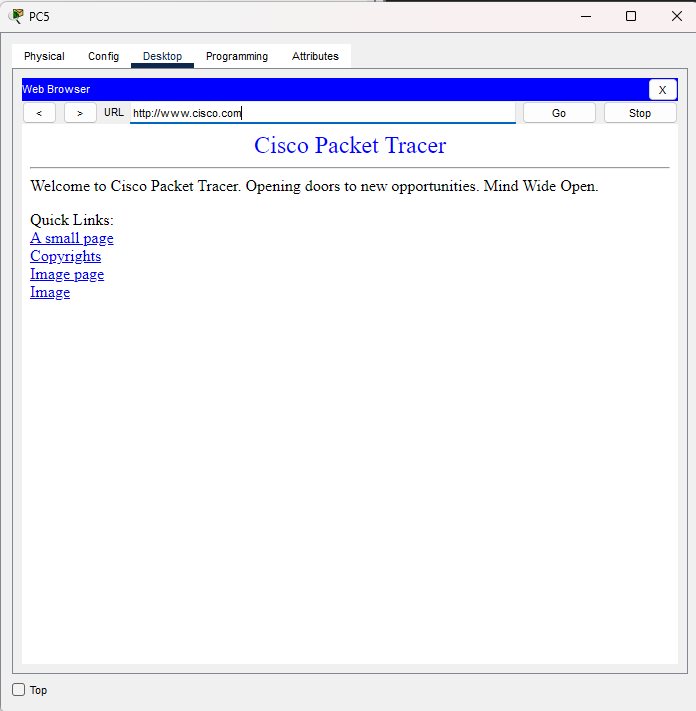 PC5
Physical Config Desktop Programming Attributes
Web Browser X
< > URL http://www.cisco.com Go Stop
Cisco Packet Tracer
Welcome to Cisco Packet Tracer. Opening doors to new opportunities. Mind Wide Open.
Quick Links:
A small page
Copyrights
Image page
Image
Top